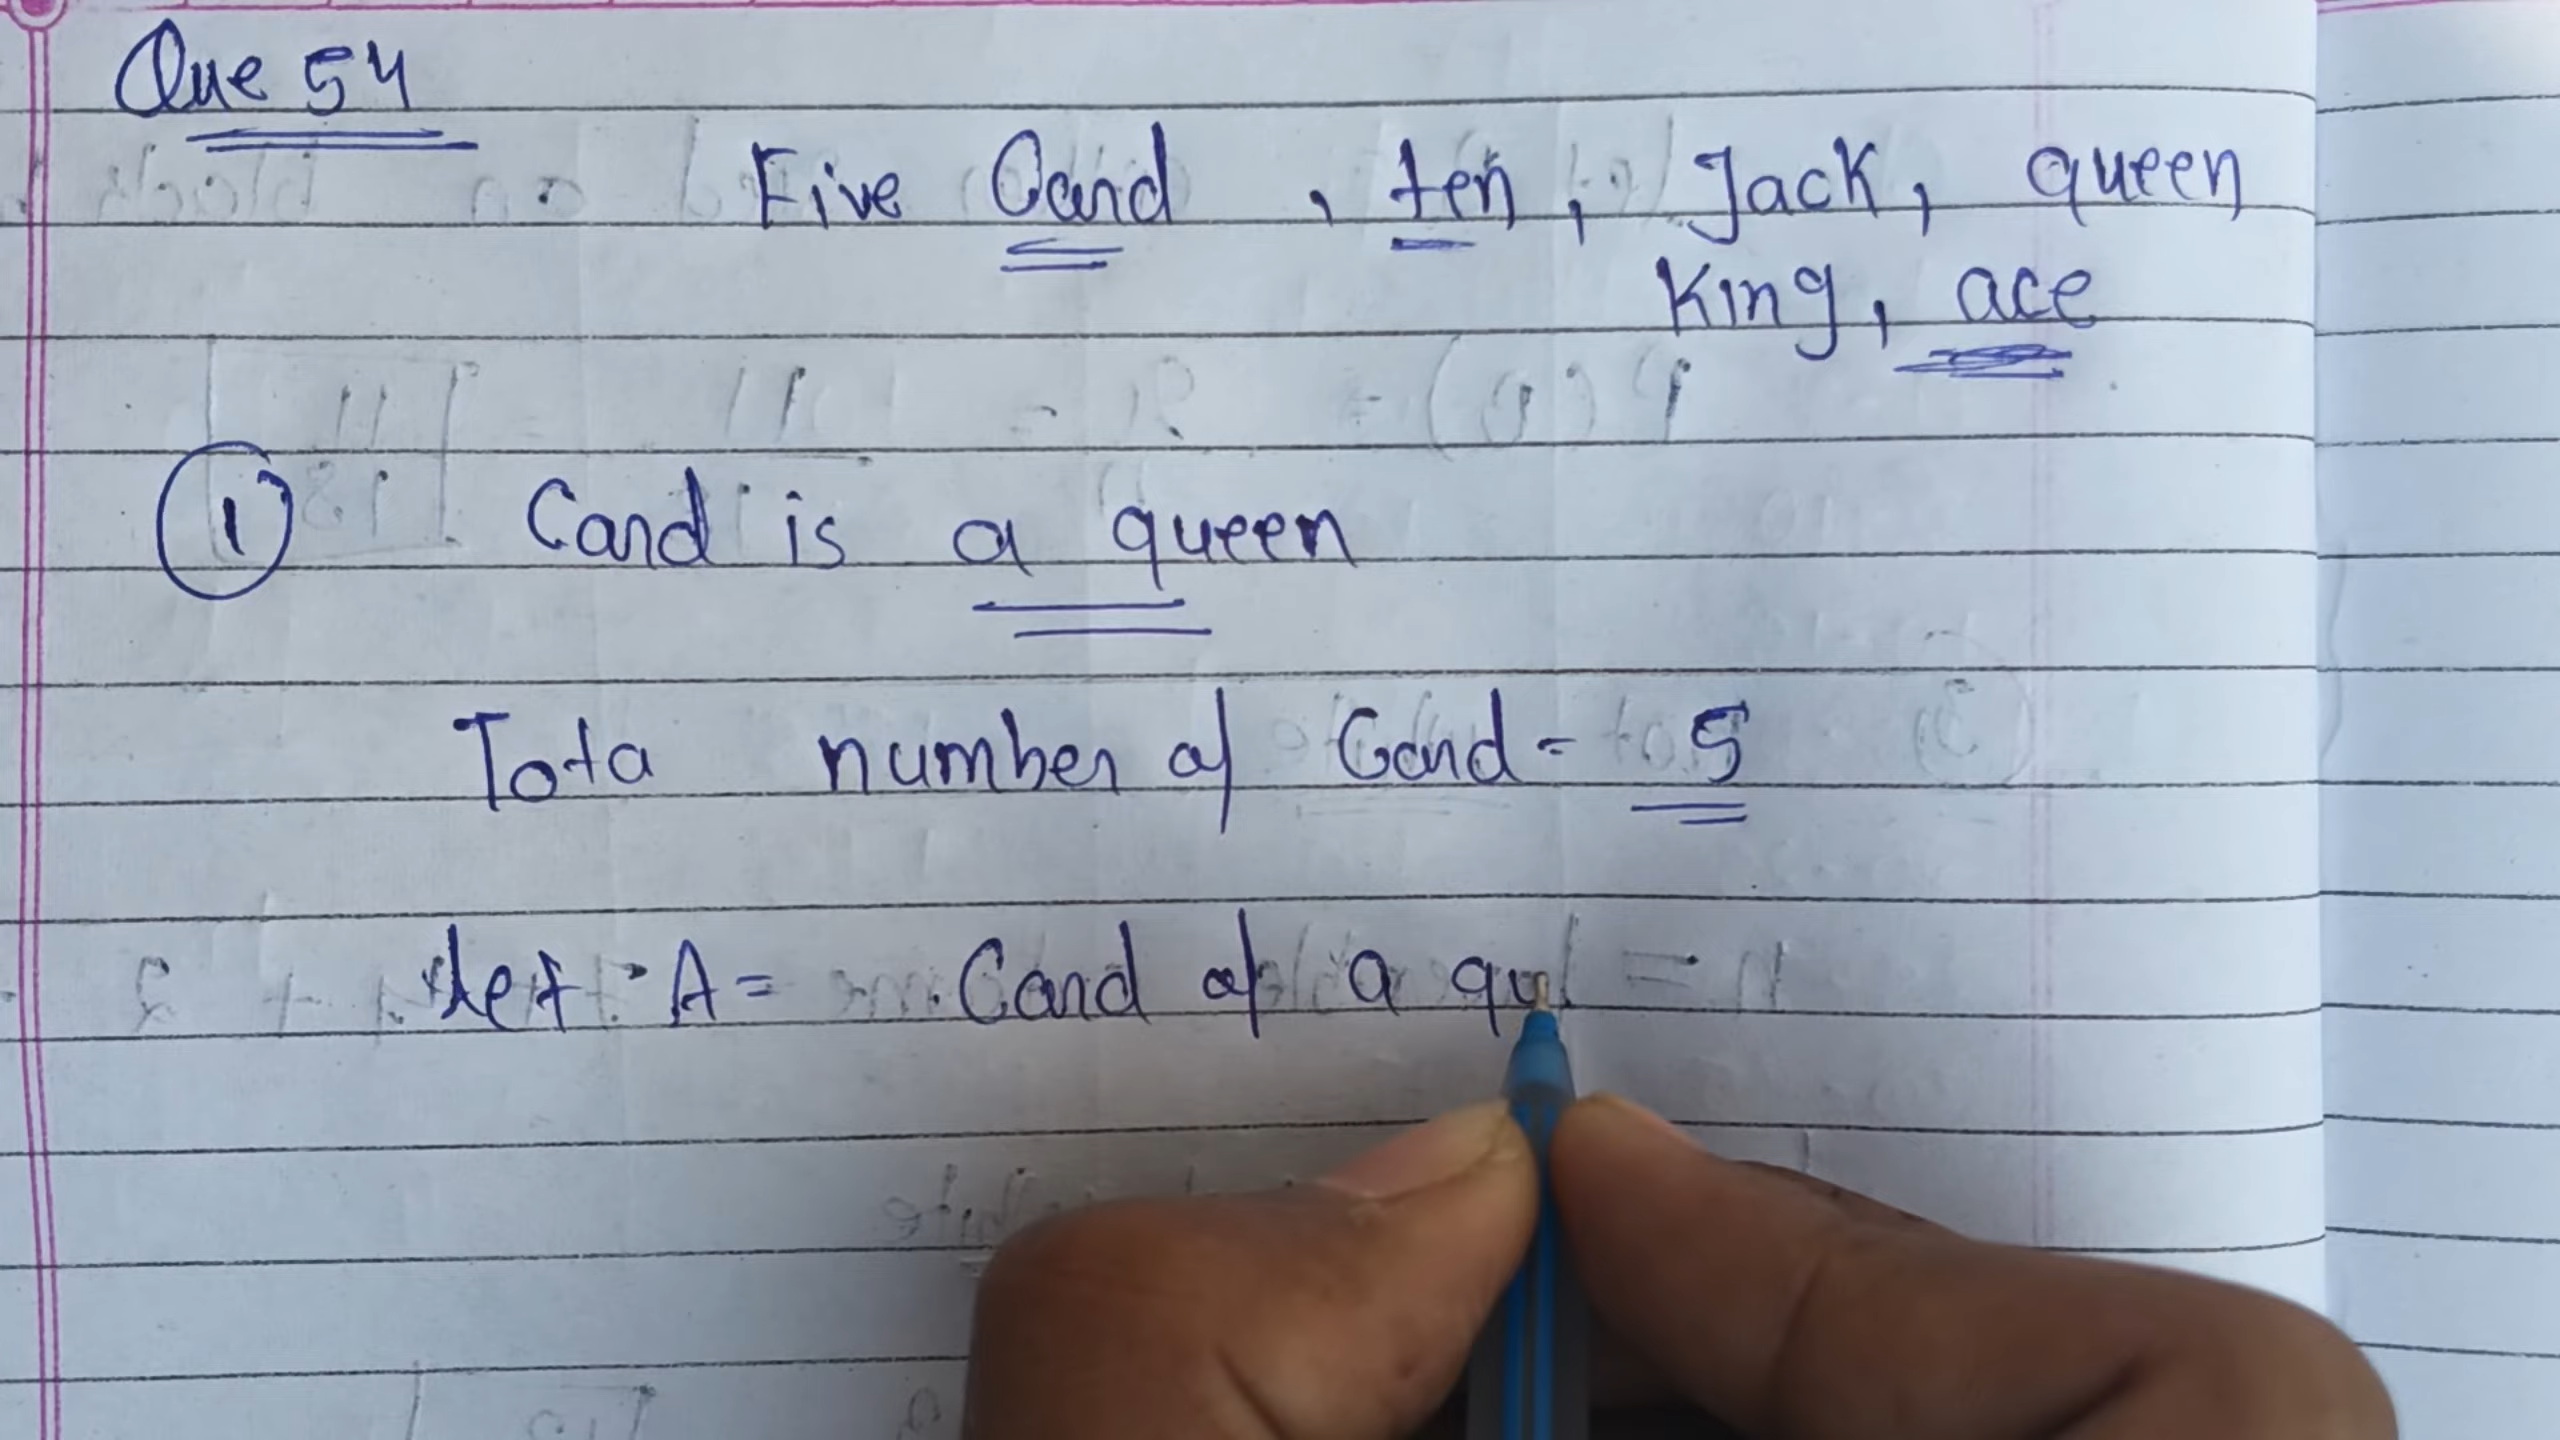 Que 54
Five Card , ten, Jack, queen
King, ace
1 Card is a queen
Tota number of Card = 5
let A = Card of a qu